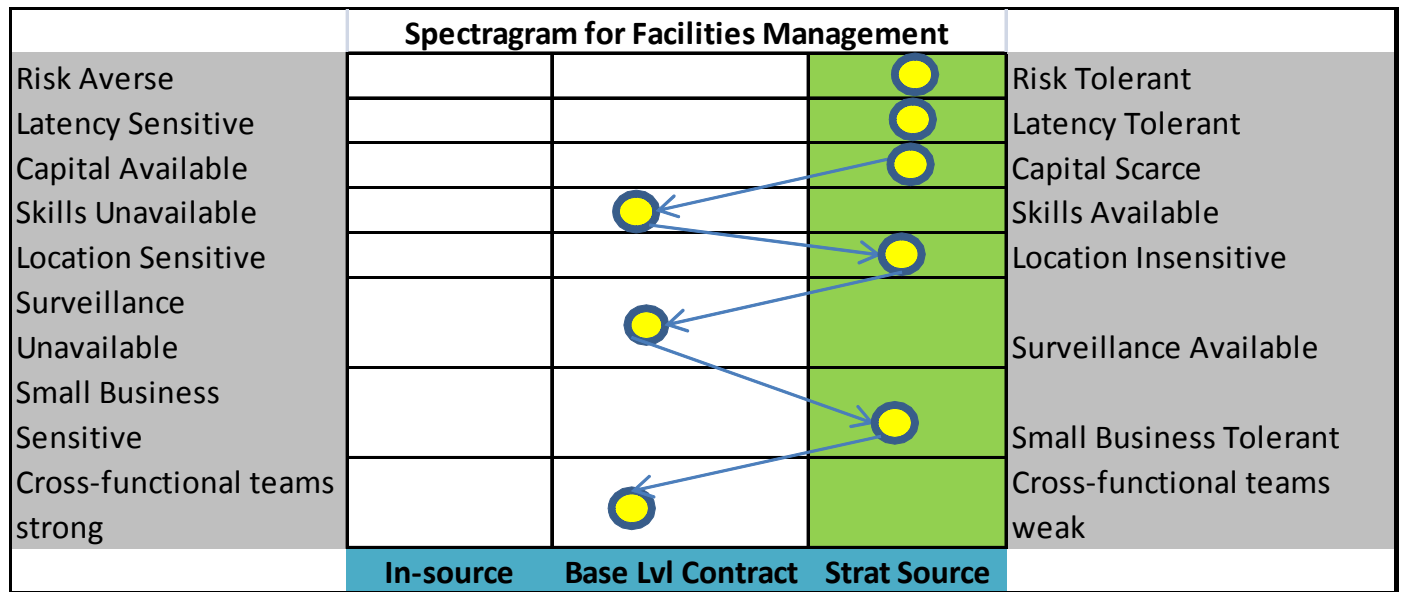 Spectragram for Facilities Management
Risk Averse
Risk Tolerant
Latency Sensitive
Latency Tolerant
Capital Available
Capital Scarce
Skills Unavailable
Skills Available
Location Sensitive
Location Insensitive
Surveillance
Unavailable
Surveillance Available
Small Business
Sensitive
Small Business Tolerant
Cross-functional teams
strong
Cross-functional teams
weak
In-source
Base Lvl Contract
Strat Source